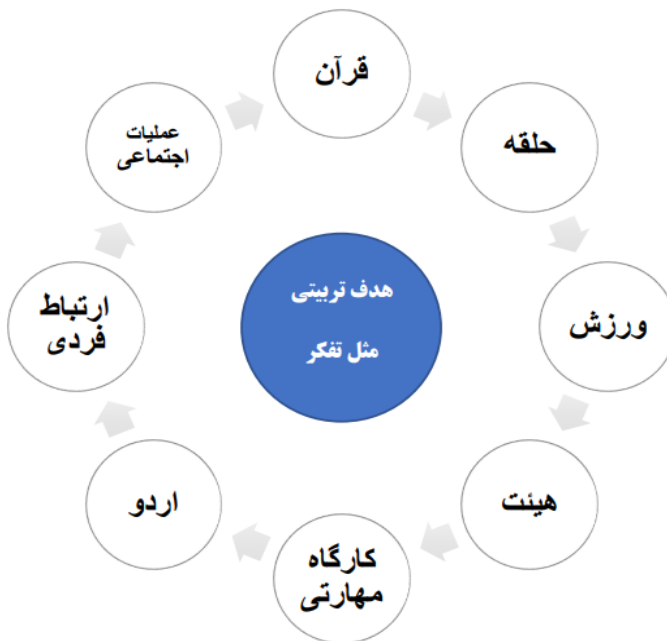 قرآن
حلقه
ورزش
هیئت
کارگاه
مهارتی
اردو
ارتباط
فردی
عملیات
اجتماعی
هدف تربیتی
مثل تفکر